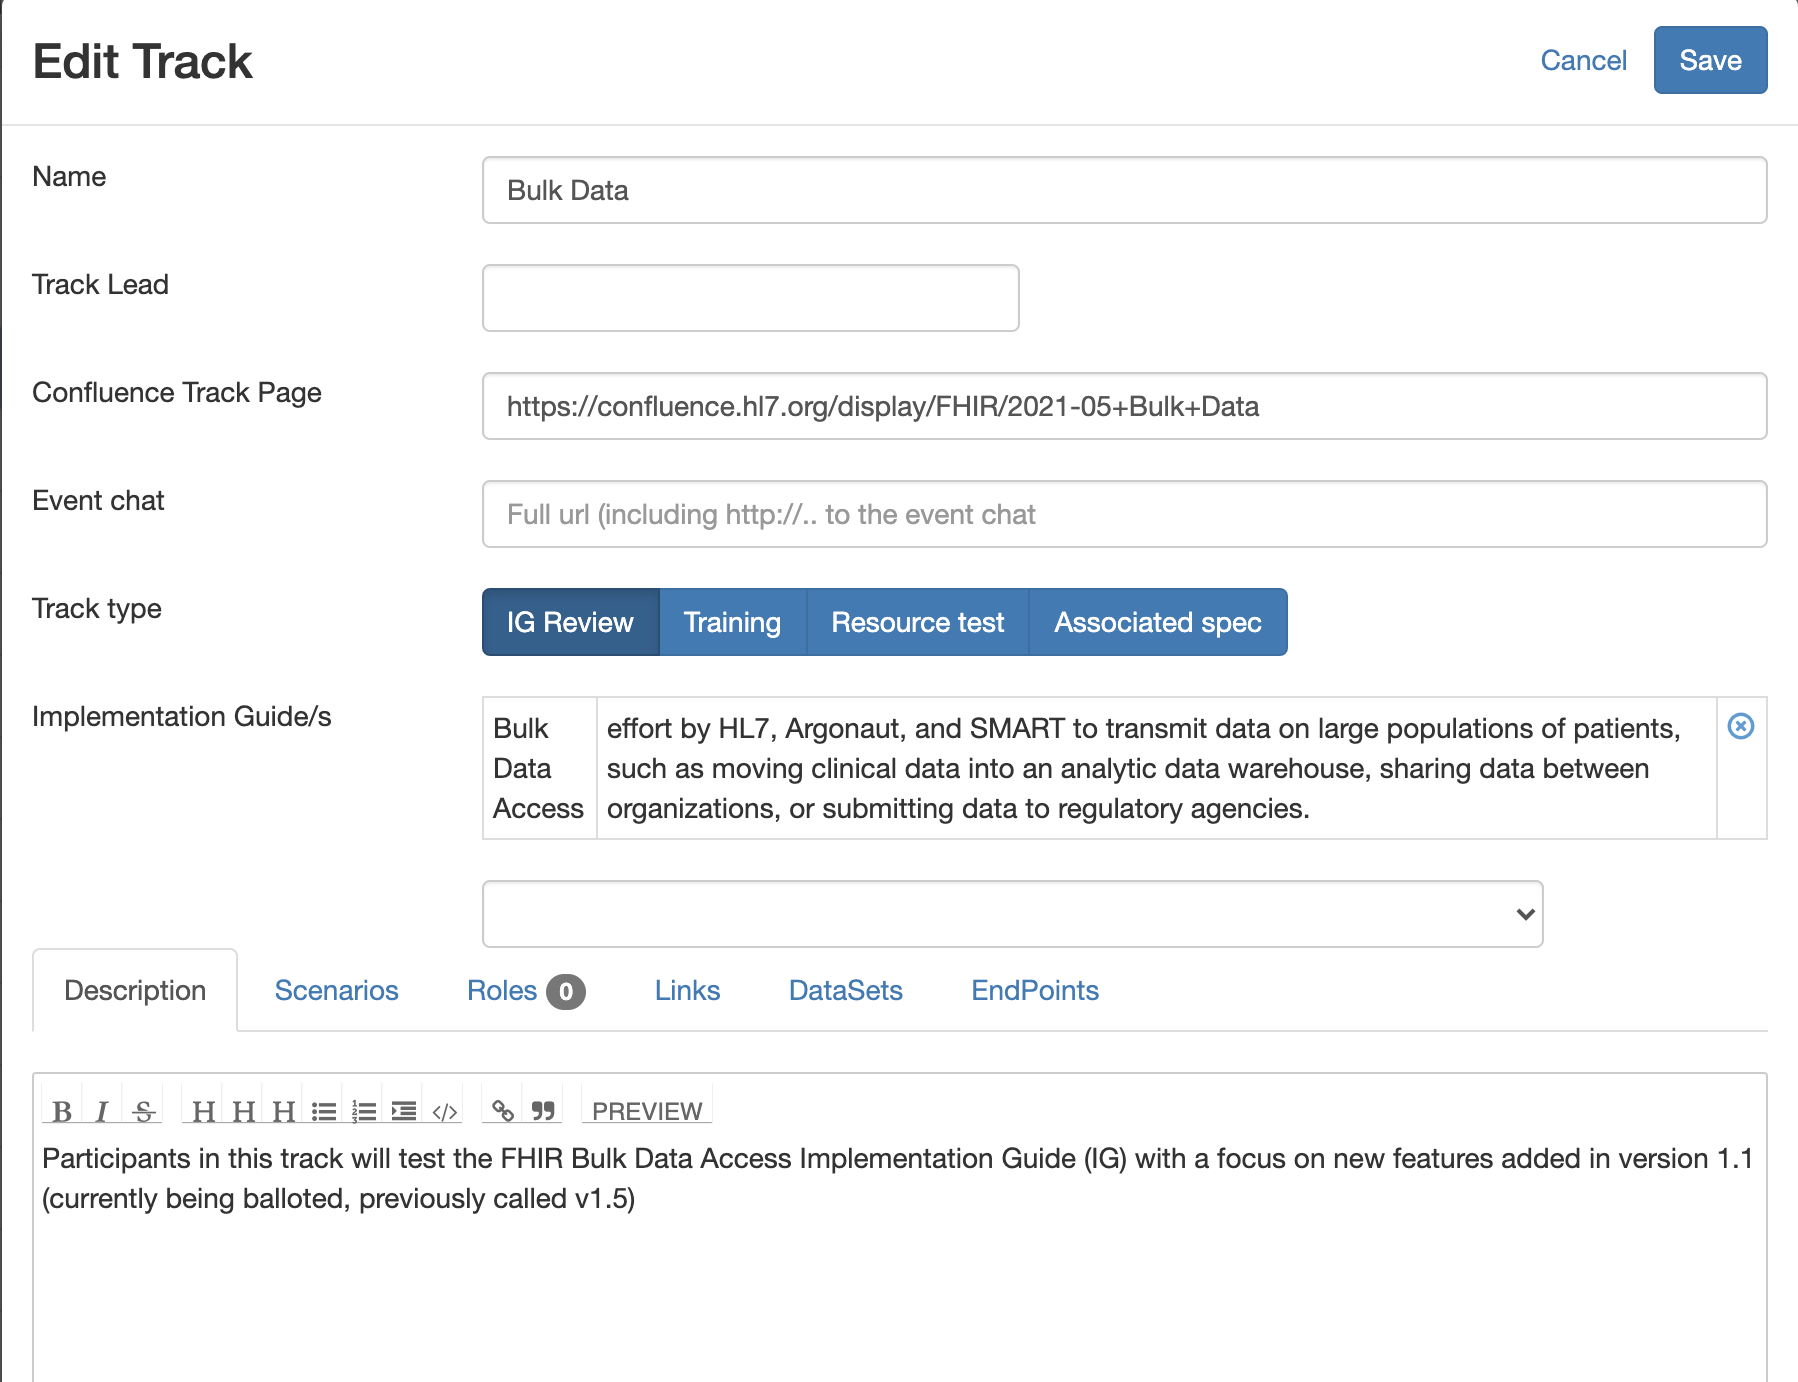 Edit Track
Cancel
Save
Name
Bulk Data
Track Lead
Confluence Track Page
https://confluence.hl7.org/display/FHIR/2021-05+Bulk+Data
Event chat
Full url (including http://.. to the event chat
Track type
IG Review
Training
Resource test
Associated spec
Implementation Guide/s
Bulk
Data
Access
effort by HL7, Argonaut, and SMART to transmit data on large populations of patients,
such as moving clinical data into an analytic data warehouse, sharing data between
organizations, or submitting data to regulatory agencies.
Description
Scenarios
Roles 0
Links
DataSets
EndPoints
B I S H H H </> PREVIEW
Participants in this track will test the FHIR Bulk Data Access Implementation Guide (IG) with a focus on new features added in version 1.1
(currently being balloted, previously called v1.5)